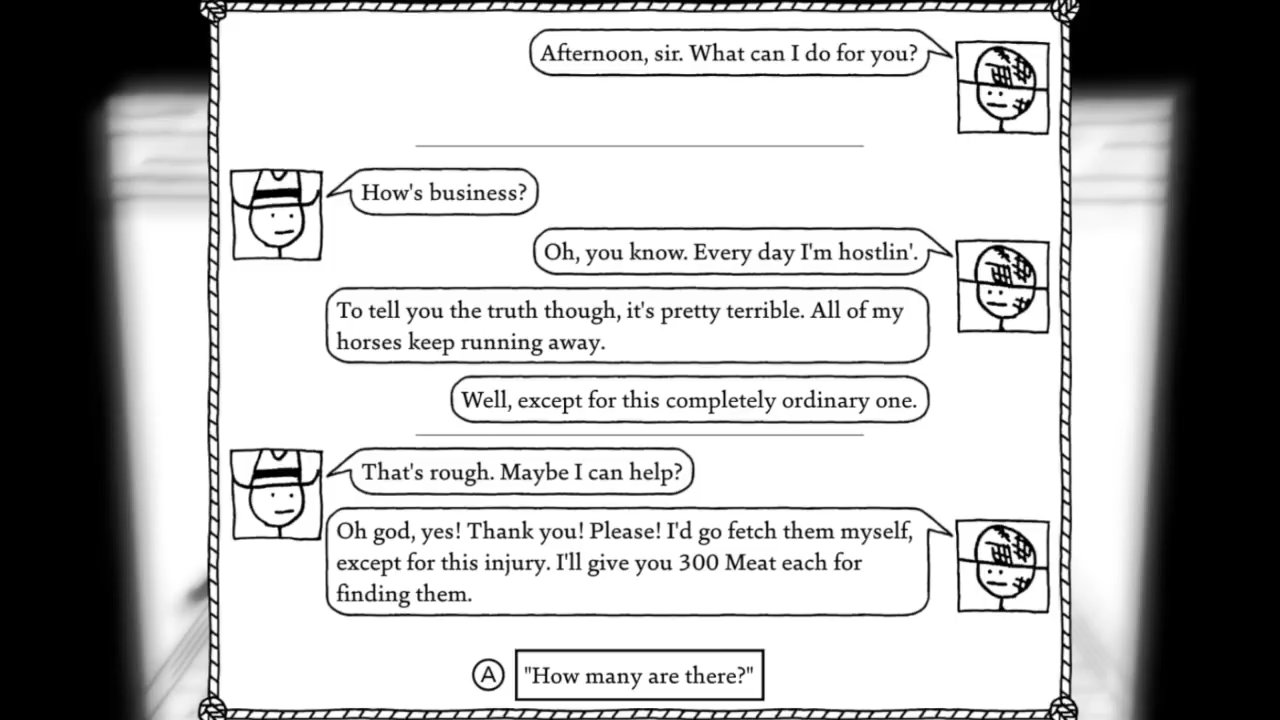 Afternoon, sir. What can I do for you?
How's business?
Oh, you know. Every day I'm hostlin'.
To tell you the truth though, it's pretty terrible. All of my
horses keep running away.
Well, except for this completely ordinary one.
That's rough. Maybe I can help?
Oh god, yes! Thank you! Please! I'd go fetch them myself,
except for this injury. I'll give you 300 Meat each for
finding them.
A "How many are there?"